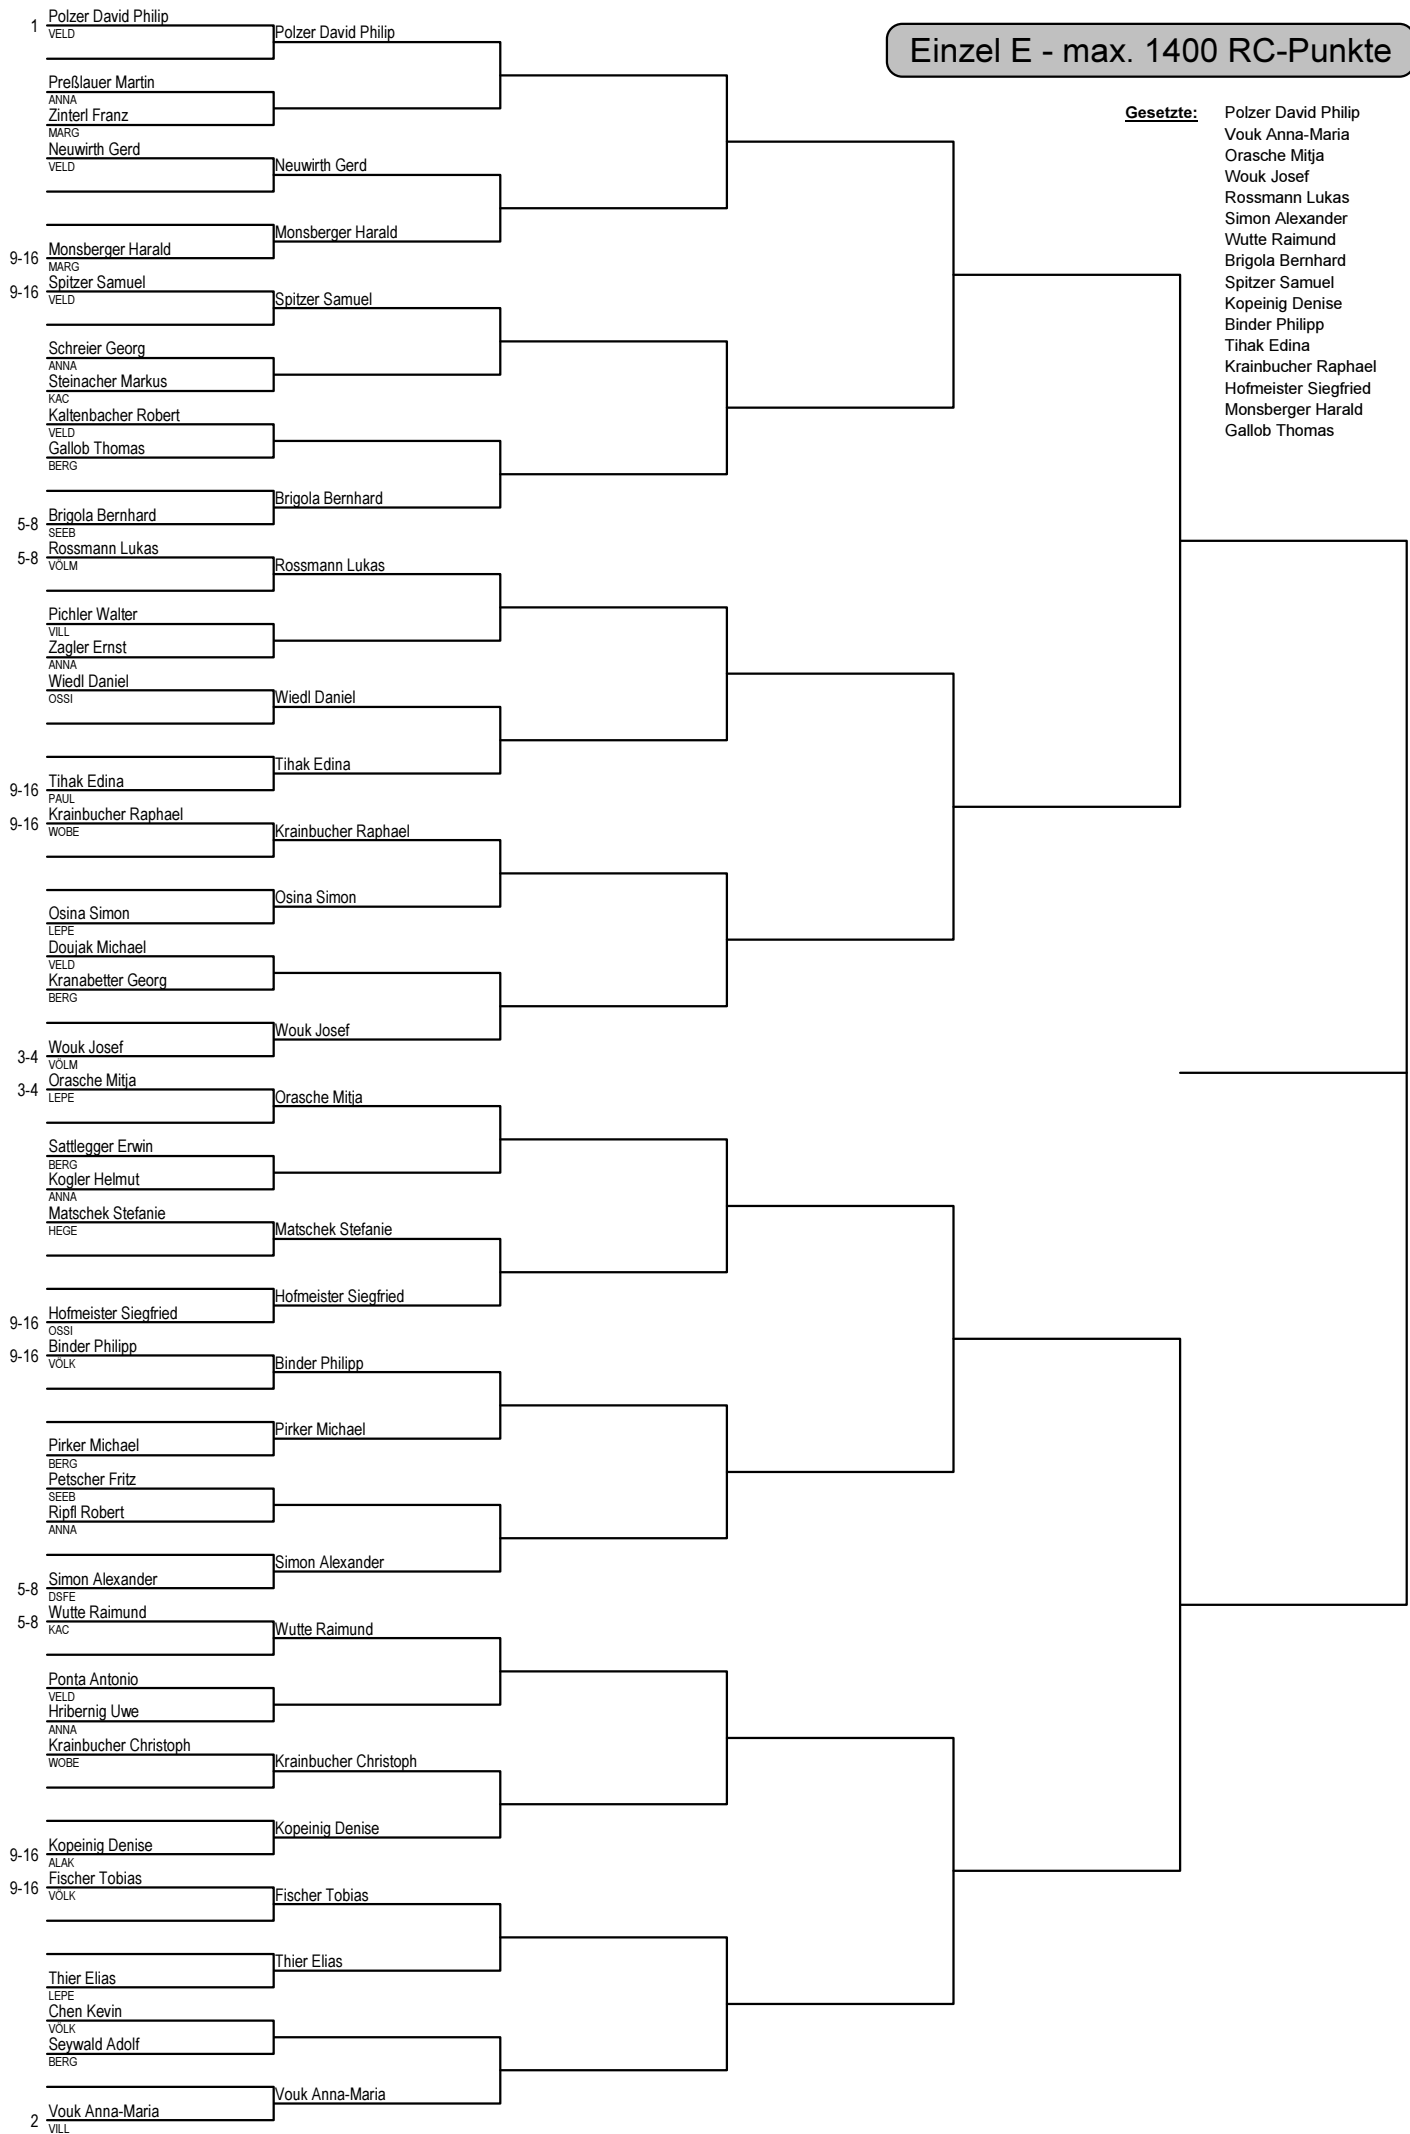 Einzel E - max. 1400 RC-Punkte
Gesetzte: Polzer David Philip
Vouk Anna-Maria
Orasche Mitja
Wouk Josef
Rossmann Lukas
Simon Alexander
Wutte Raimund
Brigola Bernhard
Spitzer Samuel
Kopeinig Denise
Binder Philipp
Tihak Edina
Krainbucher Raphael
Hofmeister Siegfried
Monsberger Harald
Gallob Thomas
1 Polzer David Philip
VELD
Polzer David Philip
Preßlauer Martin
ANNA
Zinterl Franz
MARG
Neuwirth Gerd
VELD
Neuwirth Gerd
Monsberger Harald
9-16 Monsberger Harald
MARG
9-16 Spitzer Samuel
VELD
Spitzer Samuel
Schreier Georg
ANNA
Steinacher Markus
KAC
Kaltenbacher Robert
VELD
Gallob Thomas
BERG
Brigola Bernhard
5-8 Brigola Bernhard
SEEB
5-8 Rossmann Lukas
VÖLM
Rossmann Lukas
Pichler Walter
VILL
Zagler Ernst
ANNA
Wiedl Daniel
OSSI
Wiedl Daniel
Tihak Edina
9-16 Tihak Edina
PAUL
9-16 Krainbucher Raphael
WOBE
Krainbucher Raphael
Osina Simon
Osina Simon
LEPE
Doujak Michael
VELD
Kranabetter Georg
BERG
Wouk Josef
3-4 Wouk Josef
VÖLM
3-4 Orasche Mitja
LEPE
Orasche Mitja
Sattlegger Erwin
BERG
Kogler Helmut
ANNA
Matschek Stefanie
HEGE
Matschek Stefanie
Hofmeister Siegfried
9-16 Hofmeister Siegfried
OSSI
9-16 Binder Philipp
VÖLK
Binder Philipp
Pirker Michael
Pirker Michael
BERG
Petscher Fritz
SEEB
Ripfl Robert
ANNA
Simon Alexander
5-8 Simon Alexander
DSFE
5-8 Wutte Raimund
KAC
Wutte Raimund
Ponta Antonio
VELD
Hribernig Uwe
ANNA
Krainbucher Christoph
WOBE
Krainbucher Christoph
Kopeinig Denise
9-16 Kopeinig Denise
ALAK
9-16 Fischer Tobias
VÖLK
Fischer Tobias
Thier Elias
Thier Elias
LEPE
Chen Kevin
VÖLK
Seywald Adolf
BERG
Vouk Anna-Maria
2 Vouk Anna-Maria
VILL